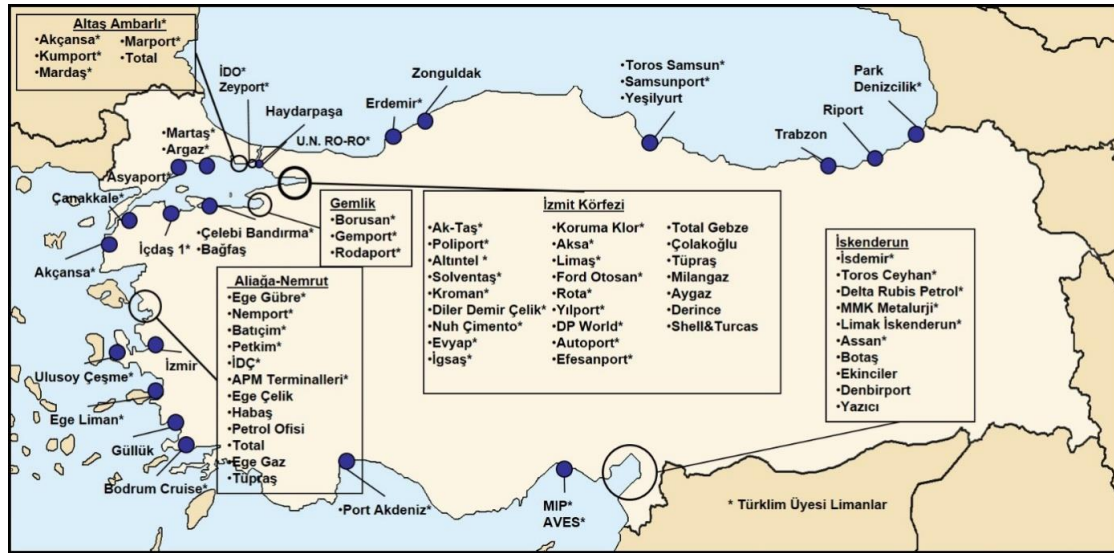 Altaş Ambarlı*
•Akçansa* •Marport*
•Kumport* •Total
•Mardaş*
İDO*
Zeyport*
Haydarpaşa
U.N. RO-RO*
Erdemir*
Zonguldak
•Toros Samsun*
•Samsunport*
•Yeşilyurt
Park
Denizcilik*
Riport
Trabzon
•Martaş*
•Argaz*
Asyaport*
Çanakkale*
İçdaş 1*
•Çelebi Bandırma*
•Bağfaş
Akçansa*
Gemlik
•Borusan*
•Gemport*
•Rodaport*
İzmit Körfezi
•Ak-Taş* •Koruma Klor* •Total Gebze
•Poliport* •Aksa* •Çolakoğlu
•Altıntel * •Limaş* •Tüpraş
•Solventaş* •Ford Otosan* •Milangaz
•Kroman* •Rota* •Aygaz
•Diler Demir Çelik* •Yılport* •Derince
•Nuh Çimento* •DP World* •Shell&Turcas
•Evyap* •Autoport*
•İgsaş* •Efesanport*
İskenderun
•İsdemir*
•Toros Ceyhan*
•Delta Rubis Petrol*
•MMK Metalurji*
•Limak İskenderun*
•Assan*
•Botaş
•Ekinciler
•Denbirport
•Yazıcı
Aliağa-Nemrut
•Ege Gübre*
•Nemport*
•Batıçim*
•Petkim*
•İDÇ*
•APM Terminalleri*
•Ege Çelik
•Habaş
•Petrol Ofisi
•Total
•Ege Gaz
•Tüpraş
İzmir
Ulusoy Çeşme*
Ege Liman*
Güllük
Bodrum Cruise*
•Port Akdeniz*
MIP*
AVES*
* Türklim Üyesi Limanlar